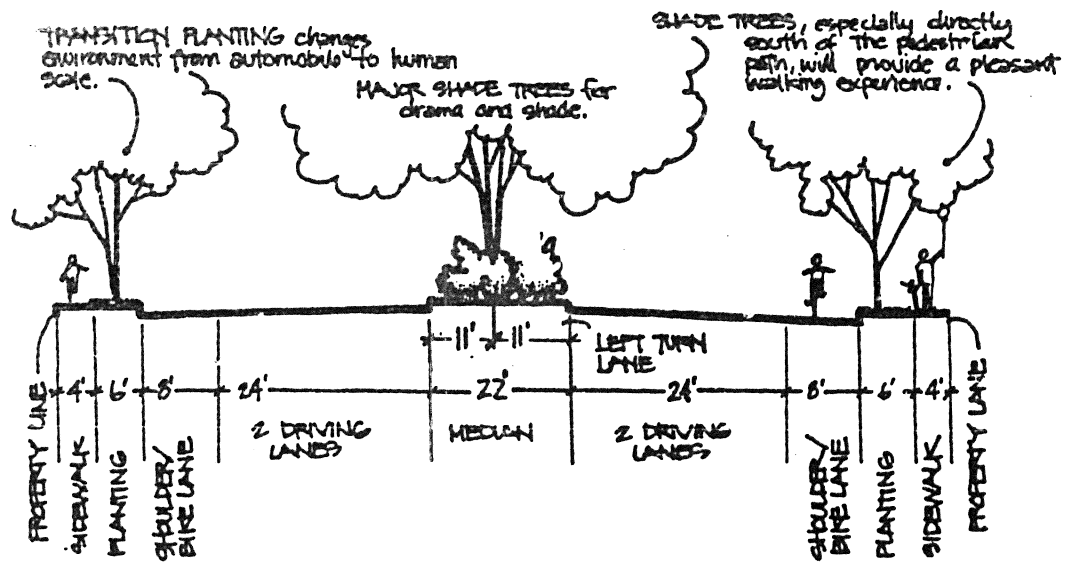 TRANSITION PLANTING changes
environment from automobile to human
scale.
SHADE TREES, especially directly
south of the pedestrian
path, will provide a pleasant
walking experience.
MAJOR SHADE TREES for
drama and shade.
11' 11'
LEFT TURN
LANE
4' 6' 8' 24' 22' 24' 8' 6' 4'
2 DRIVING
LANES
MEDIAN
2 DRIVING
LANES
PROPERTY LINE
SIDEWALK
PLANTING
SHOULDER/
BIKE LANE
SHOULDER/
BIKE LANE
PLANTING
SIDEWALK
PROPERTY LANE